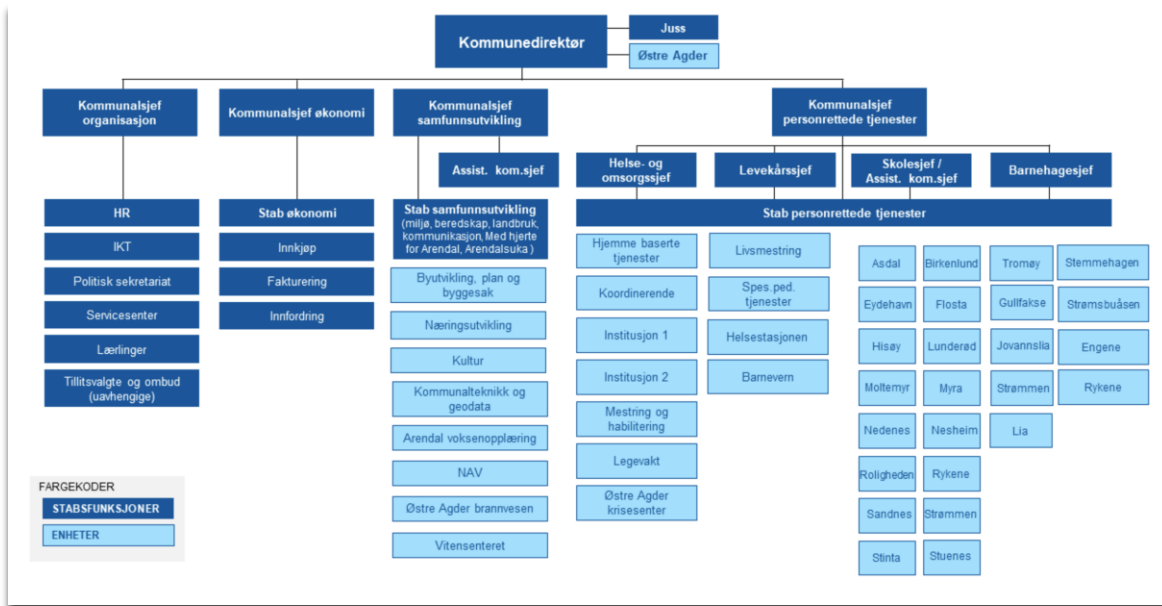 Kommunedirektør
Juss
Østre Agder
Kommunalsjef
organisasjon
Kommunalsjef økonomi
Kommunalsjef
samfunnsutvikling
Kommunalsjef
personrettede tjenester
Assist. kom.sjef
Helse- og
omsorgssjef
Levekårssjef
Skolesjef /
Assist. kom.sjef
Barnehagesjef
HR
IKT
Politisk sekretariat
Servicesenter
Lærlinger
Tillitsvalgte og ombud
(uavhengige)
Stab økonomi
Innkjøp
Fakturering
Innfordring
Stab samfunnsutvikling
(miljø, beredskap, landbruk,
kommunikasjon, Med hjerte
for Arendal, Arendalsuka )
Byutvikling, plan og
byggesak
Næringsutvikling
Kultur
Kommunalteknikk og
geodata
Arendal voksenopplæring
NAV
Østre Agder brannvesen
Vitensenteret
Stab personrettede tjenester
Hjemme baserte
tjenester
Koordinerende
Institusjon 1
Institusjon 2
Mestring og
habilitering
Legevakt
Østre Agder
krisesenter
Livsmestring
Spes.ped.
tjenester
Helsestasjonen
Barnevern
Asdal
Eydehavn
Hisøy
Moltemyr
Nedenes
Roligheden
Sandnes
Stinta
Birkenlund
Flosta
Lunderød
Myra
Nesheim
Rykene
Strømmen
Stuenes
Tromøy
Gullfakse
Jovannslia
Strømmen
Lia
Stemmehagen
Strømsbuåsen
Engene
Rykene
FARGEKODER
STABSFUNKSJONER
ENHETER